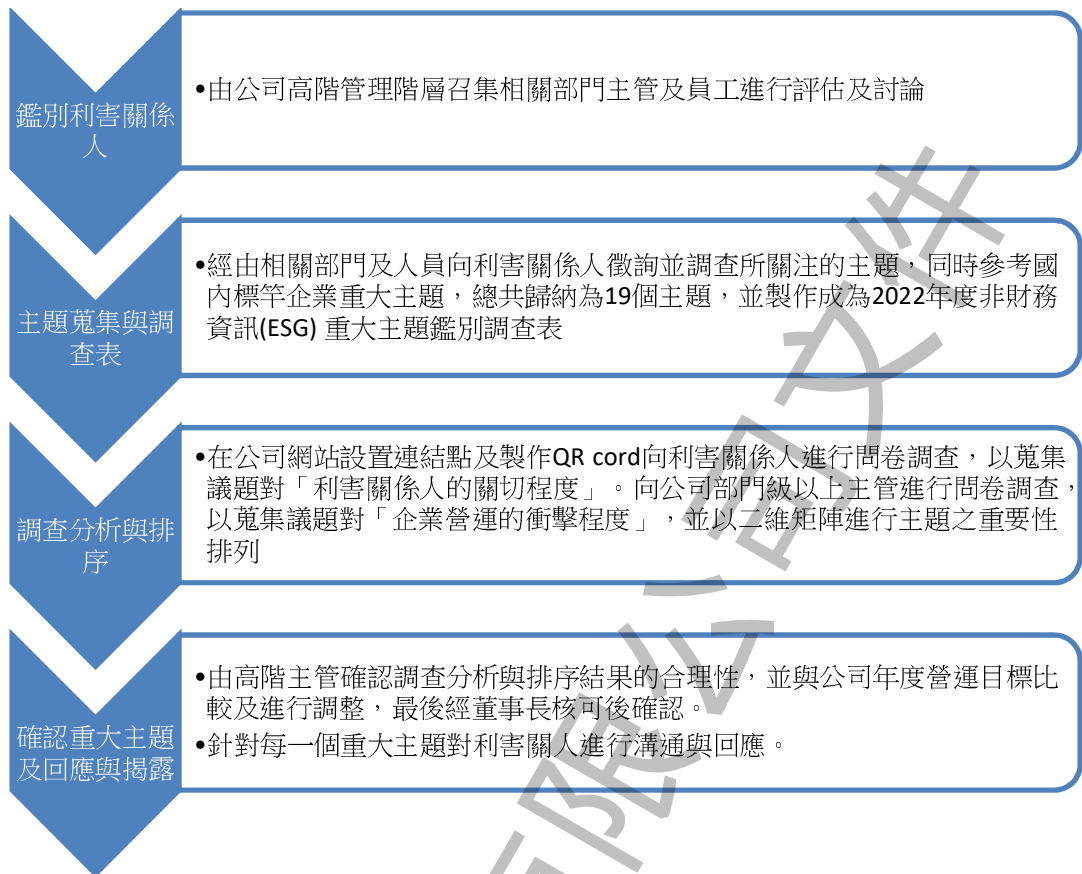 鑑別利害關係
人
•由公司高階管理階層召集相關部門主管及員工進行評估及討論
主題蒐集與調
查表
•經由相關部門及人員向利害關係人徵詢並調查所關注的主題，同時參考國
內標竿企業重大主題，總共歸納為19個主題，並製作成為2022年度非財務
資訊(ESG) 重大主題鑑別調查表
調查分析與排
序
•在公司網站設置連結點及製作QR cord向利害關係人進行問卷調查，以蒐集
議題對「利害關係人的關切程度」。向公司部門級以上主管進行問卷調查，
以蒐集議題對「企業營運的衝擊程度」，並以二維矩陣進行主題之重要性
排列
確認重大主題
及回應與揭露
•由高階主管確認調查分析與排序結果的合理性，並與公司年度營運目標比
較及進行調整，最後經董事長核可後確認。
•針對每一個重大主題對利害關人進行溝通與回應。
限公司文件